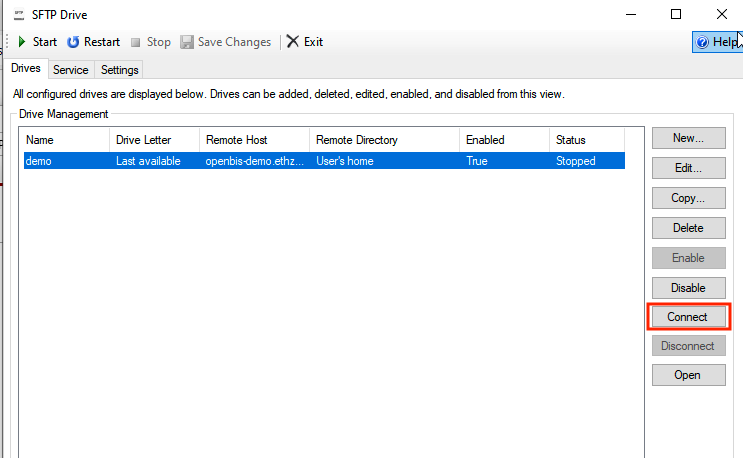 SFTP Drive
Start Restart Stop Save Changes Exit Help
Drives Service Settings
All configured drives are displayed below. Drives can be added, deleted, edited, enabled, and disabled from this view.
Drive Management
Name Drive Letter Remote Host Remote Directory Enabled Status
demo Last available openbis-demo.ethz... User's home True Stopped
New...
Edit...
Copy...
Delete
Enable
Disable
Connect
Disconnect
Open